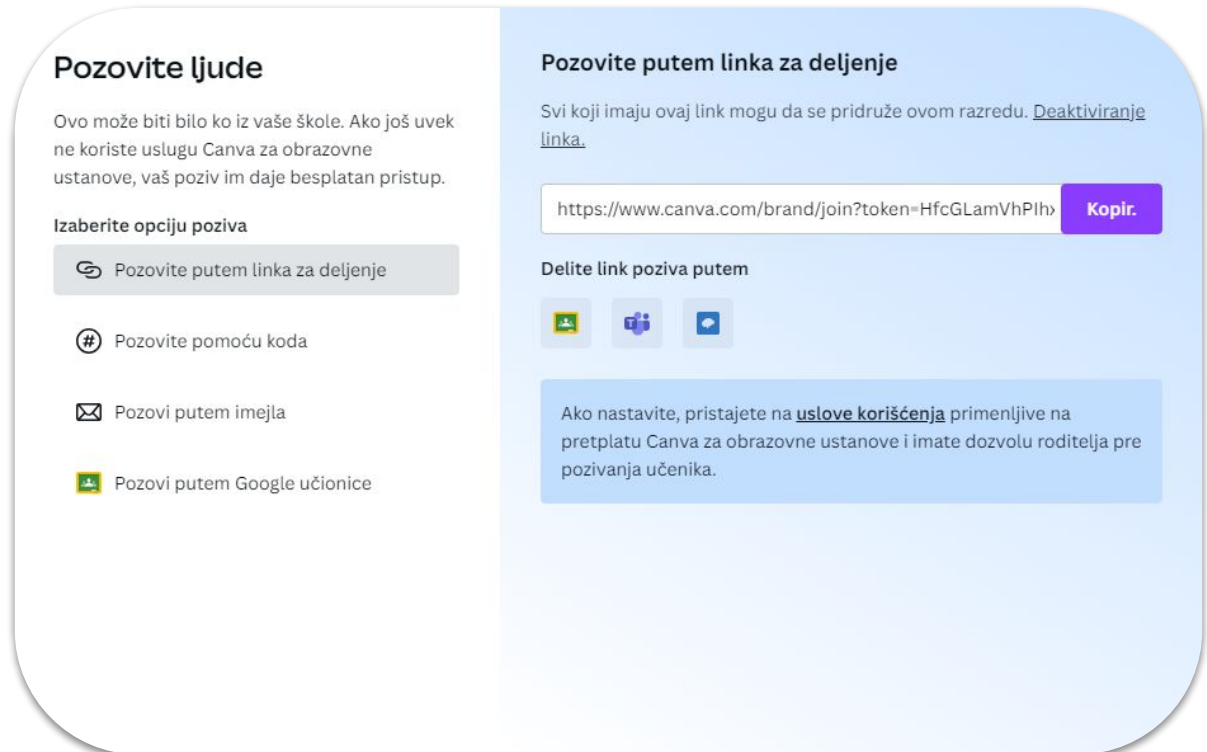 Pozovite ljude
Ovo može biti bilo ko iz vaše škole. Ako još uvek
ne koriste uslugu Canva za obrazovne
ustanove, vaš poziv im daje besplatan pristup.
Izaberite opciju poziva
Pozovite putem linka za deljenje
Pozovite pomoću koda
Pozovi putem imejla
Pozovi putem Google učionice
Pozovite putem linka za deljenje
Svi koji imaju ovaj link mogu da se pridruže ovom razredu. Deaktiviranje
linka.
https://www.canva.com/brand/join?token=HfcGLamVhPIhx Kopir.
Delite link poziva putem
Ako nastavite, pristajete na uslove korišćenja primenljive na
pretplatu Canva za obrazovne ustanove i imate dozvolu roditelja pre
pozivanja učenika.